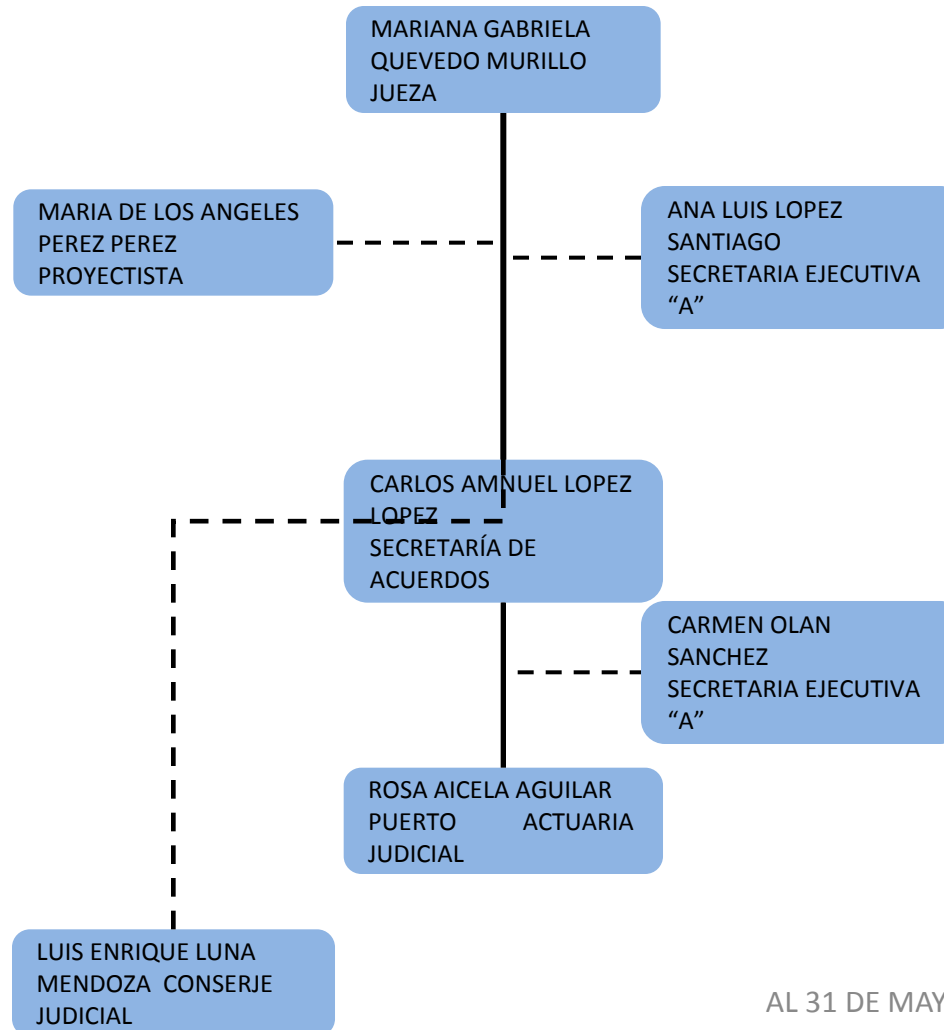 MARIANA GABRIELA
QUEVEDO MURILLO
JUEZA
MARIA DE LOS ANGELES
PEREZ PEREZ
PROYECTISTA
ANA LUIS LOPEZ
SANTIAGO
SECRETARIA EJECUTIVA
“A”
CARLOS AMNUEL LOPEZ
LOPEZ
SECRETARÍA DE
ACUERDOS
CARMEN OLAN
SANCHEZ
SECRETARIA EJECUTIVA
“A”
ROSA AICELA AGUILAR
PUERTO ACTUARIA
JUDICIAL
LUIS ENRIQUE LUNA
MENDOZA CONSERJE
JUDICIAL
AL 31 DE MAY